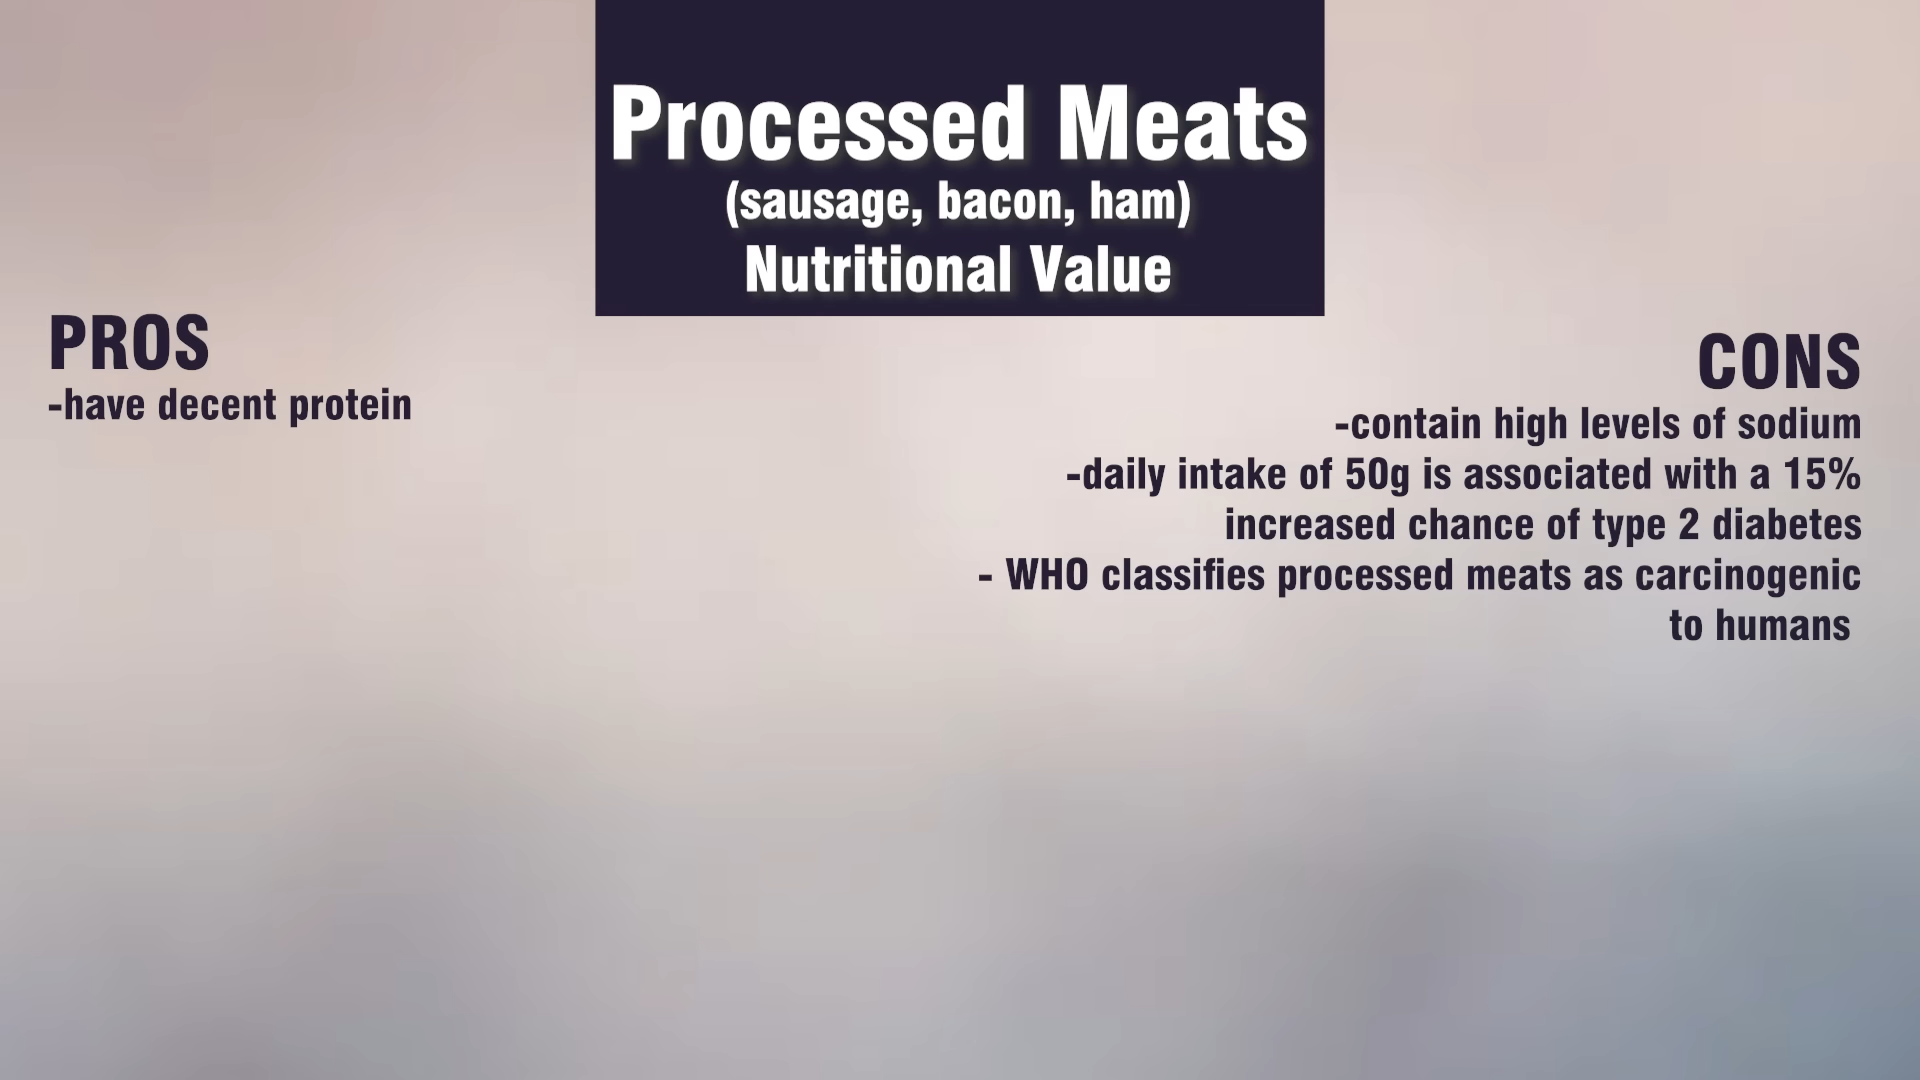 Processed Meats
(sausage, bacon, ham)
Nutritional Value
PROS
-have decent protein
CONS
-contain high levels of sodium
-daily intake of 50g is associated with a 15%
increased chance of type 2 diabetes
- WHO classifies processed meats as carcinogenic
to humans